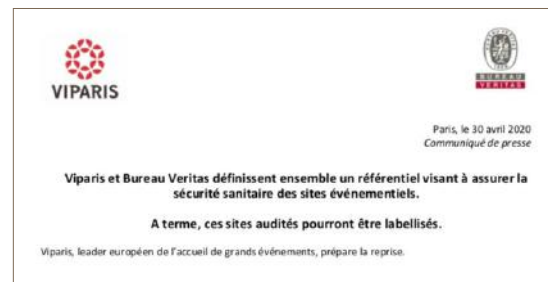 VIPARIS
BUREAU
VERITAS
Paris, le 30 avril 2020
Communiqué de presse
Viparis et Bureau Veritas définissent ensemble un référentiel visant à assurer la
sécurité sanitaire des sites événementiels.
A terme, ces sites audités pourront être labellisés.
Viparis, leader européen de l'accueil de grands événements, prépare la reprise.